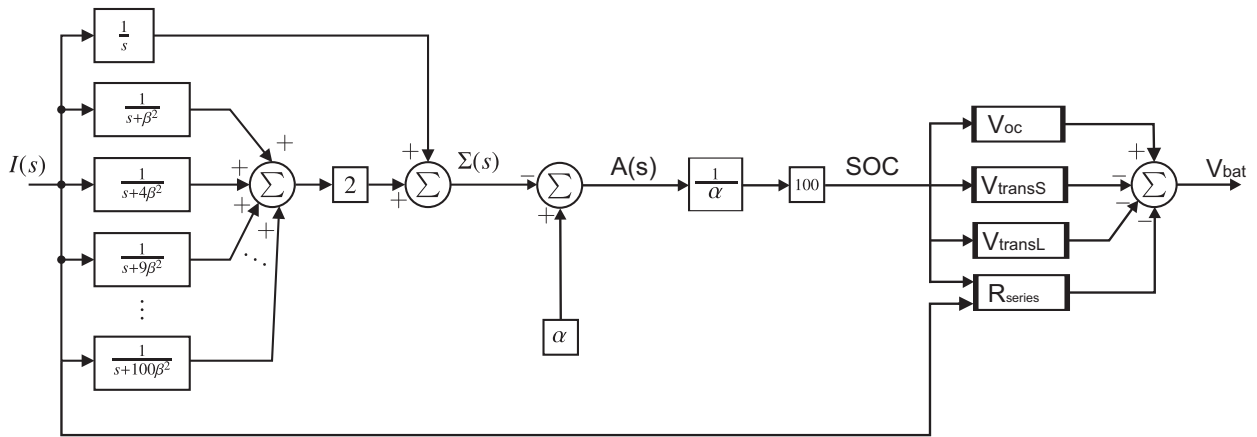 I(s)
1/s
1/(s+β²)
1/(s+4β²)
1/(s+9β²)
⋮
1/(s+100β²)
+
+
+
+
⋱
Σ
2
+
+
Σ
Σ(s)
−
+
Σ
α
A(s)
1/α
100
SOC
Voc
VtransS
VtransL
Rseries
+
−
−
−
Σ
Vbat